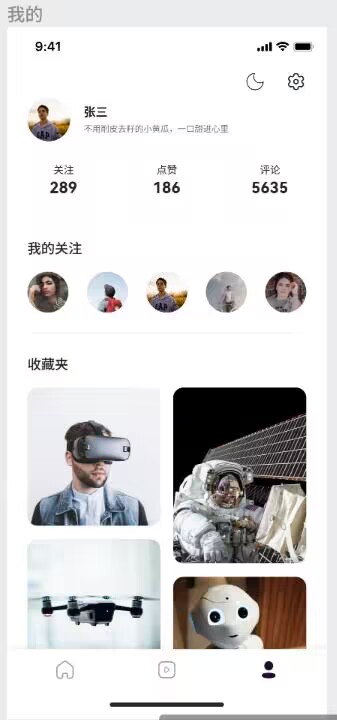 我的
9:41
张三
不用削皮去籽的小黄瓜，一口甜进心里
关注 点赞 评论
289 186 5635
我的关注
收藏夹